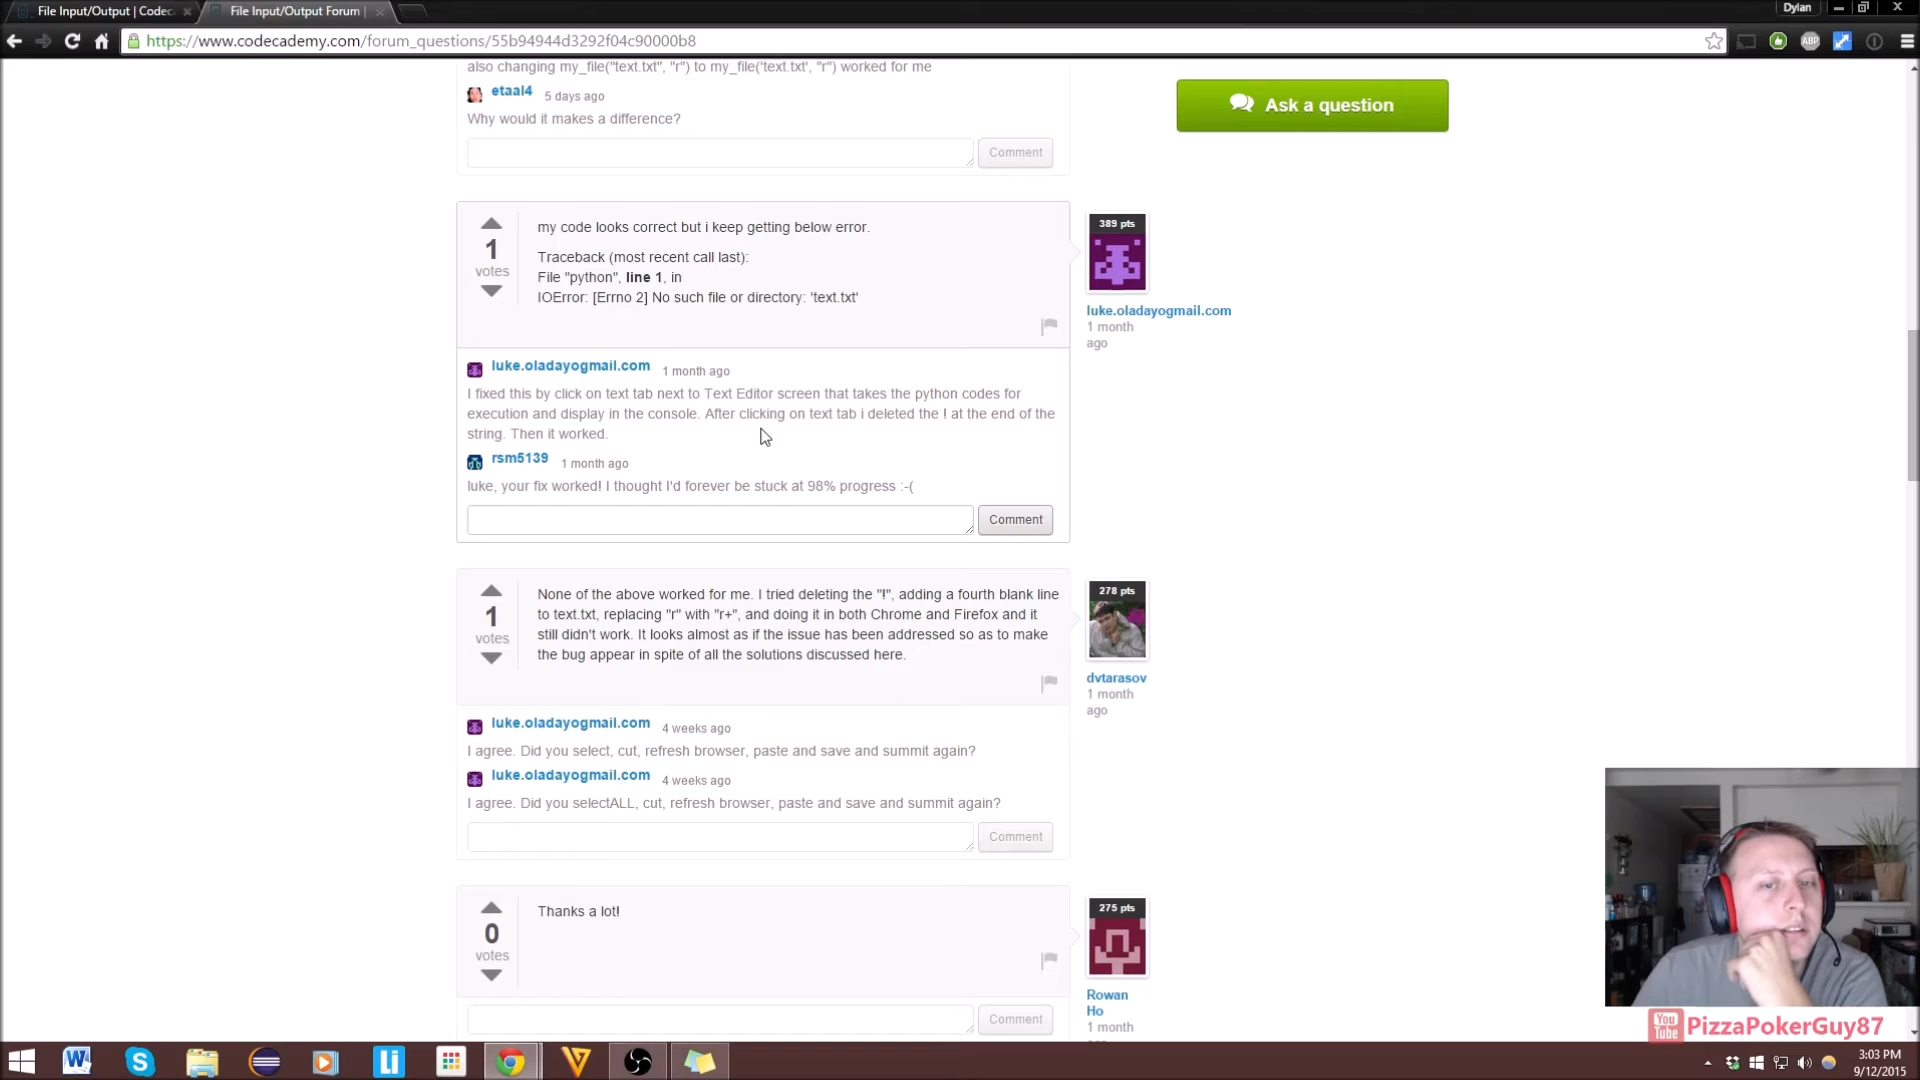 File Input/Output | Codec
File Input/Output Forum |
Dylan
https://www.codecademy.com/forum_questions/55b94944d3292f04c90000b8
ABP
also changing my_file("text.txt", "r") to my_file('text.txt', "r") worked for me
etaal4 5 days ago
Why would it makes a difference?
Comment
Ask a question
1
votes
my code looks correct but i keep getting below error.
Traceback (most recent call last):
File "python", line 1, in
IOError: [Errno 2] No such file or directory: 'text.txt'
389 pts
luke.oladayogmail.com
1 month
ago
luke.oladayogmail.com 1 month ago
I fixed this by click on text tab next to Text Editor screen that takes the python codes for
execution and display in the console. After clicking on text tab i deleted the ! at the end of the
string. Then it worked.
rsm5139 1 month ago
luke, your fix worked! I thought I'd forever be stuck at 98% progress :-(
Comment
1
votes
None of the above worked for me. I tried deleting the "!", adding a fourth blank line
to text.txt, replacing "r" with "r+", and doing it in both Chrome and Firefox and it
still didn't work. It looks almost as if the issue has been addressed so as to make
the bug appear in spite of all the solutions discussed here.
278 pts
dvtarasov
1 month
ago
luke.oladayogmail.com 4 weeks ago
I agree. Did you select, cut, refresh browser, paste and save and summit again?
luke.oladayogmail.com 4 weeks ago
I agree. Did you selectALL, cut, refresh browser, paste and save and summit again?
Comment
0
votes
Thanks a lot!
275 pts
Rowan
Ho
1 month
Comment
You
Tube
PizzaPokerGuy87
3:03 PM
9/12/2015